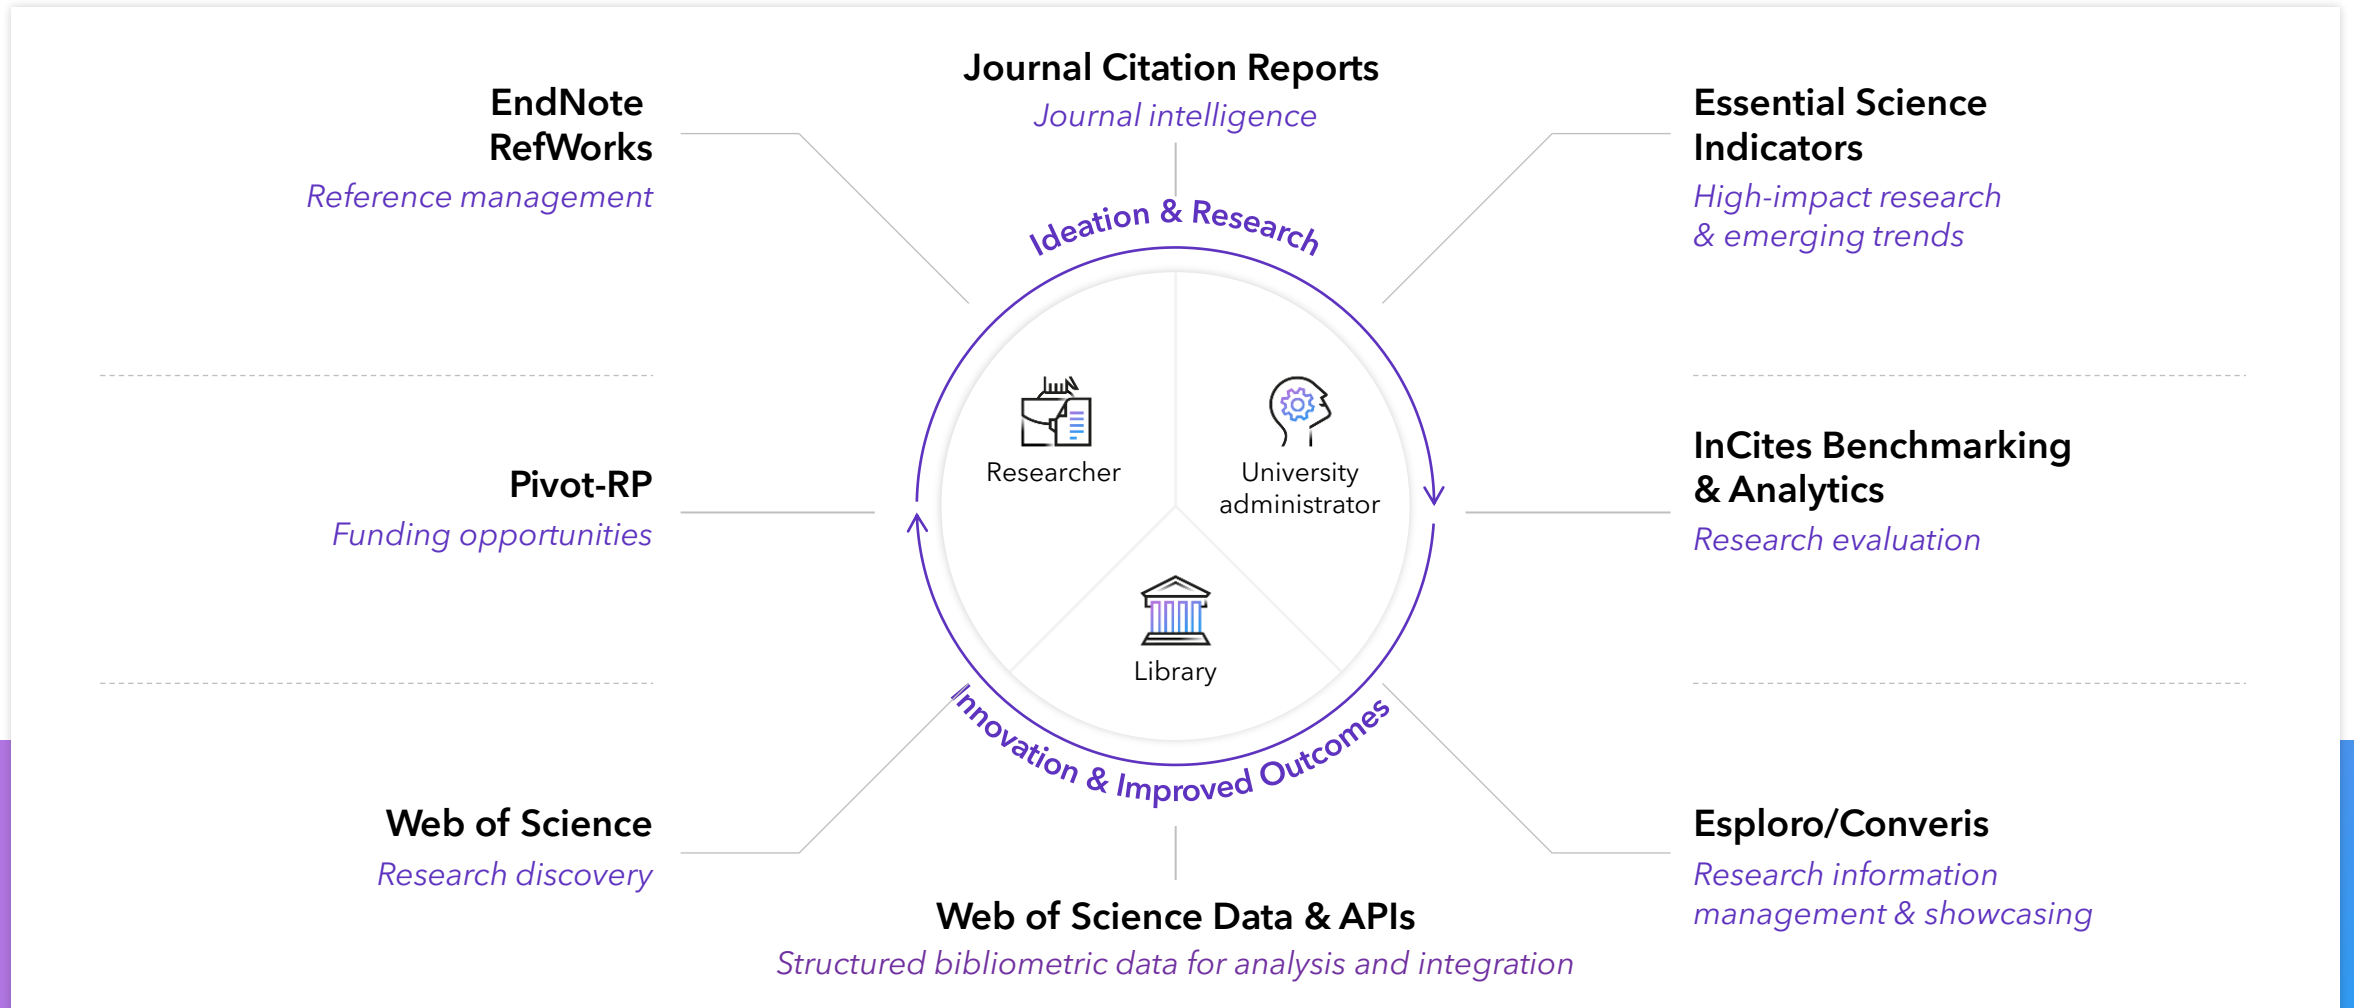 Journal Citation Reports
Journal intelligence
EndNote
RefWorks
Reference management
Essential Science
Indicators
High-impact research
& emerging trends
Ideation & Research
Researcher
University
administrator
Library
Pivot-RP
Funding opportunities
InCites Benchmarking
& Analytics
Research evaluation
Innovation & Improved Outcomes
Web of Science
Research discovery
Esploro/Converis
Research information
management & showcasing
Web of Science Data & APIs
Structured bibliometric data for analysis and integration